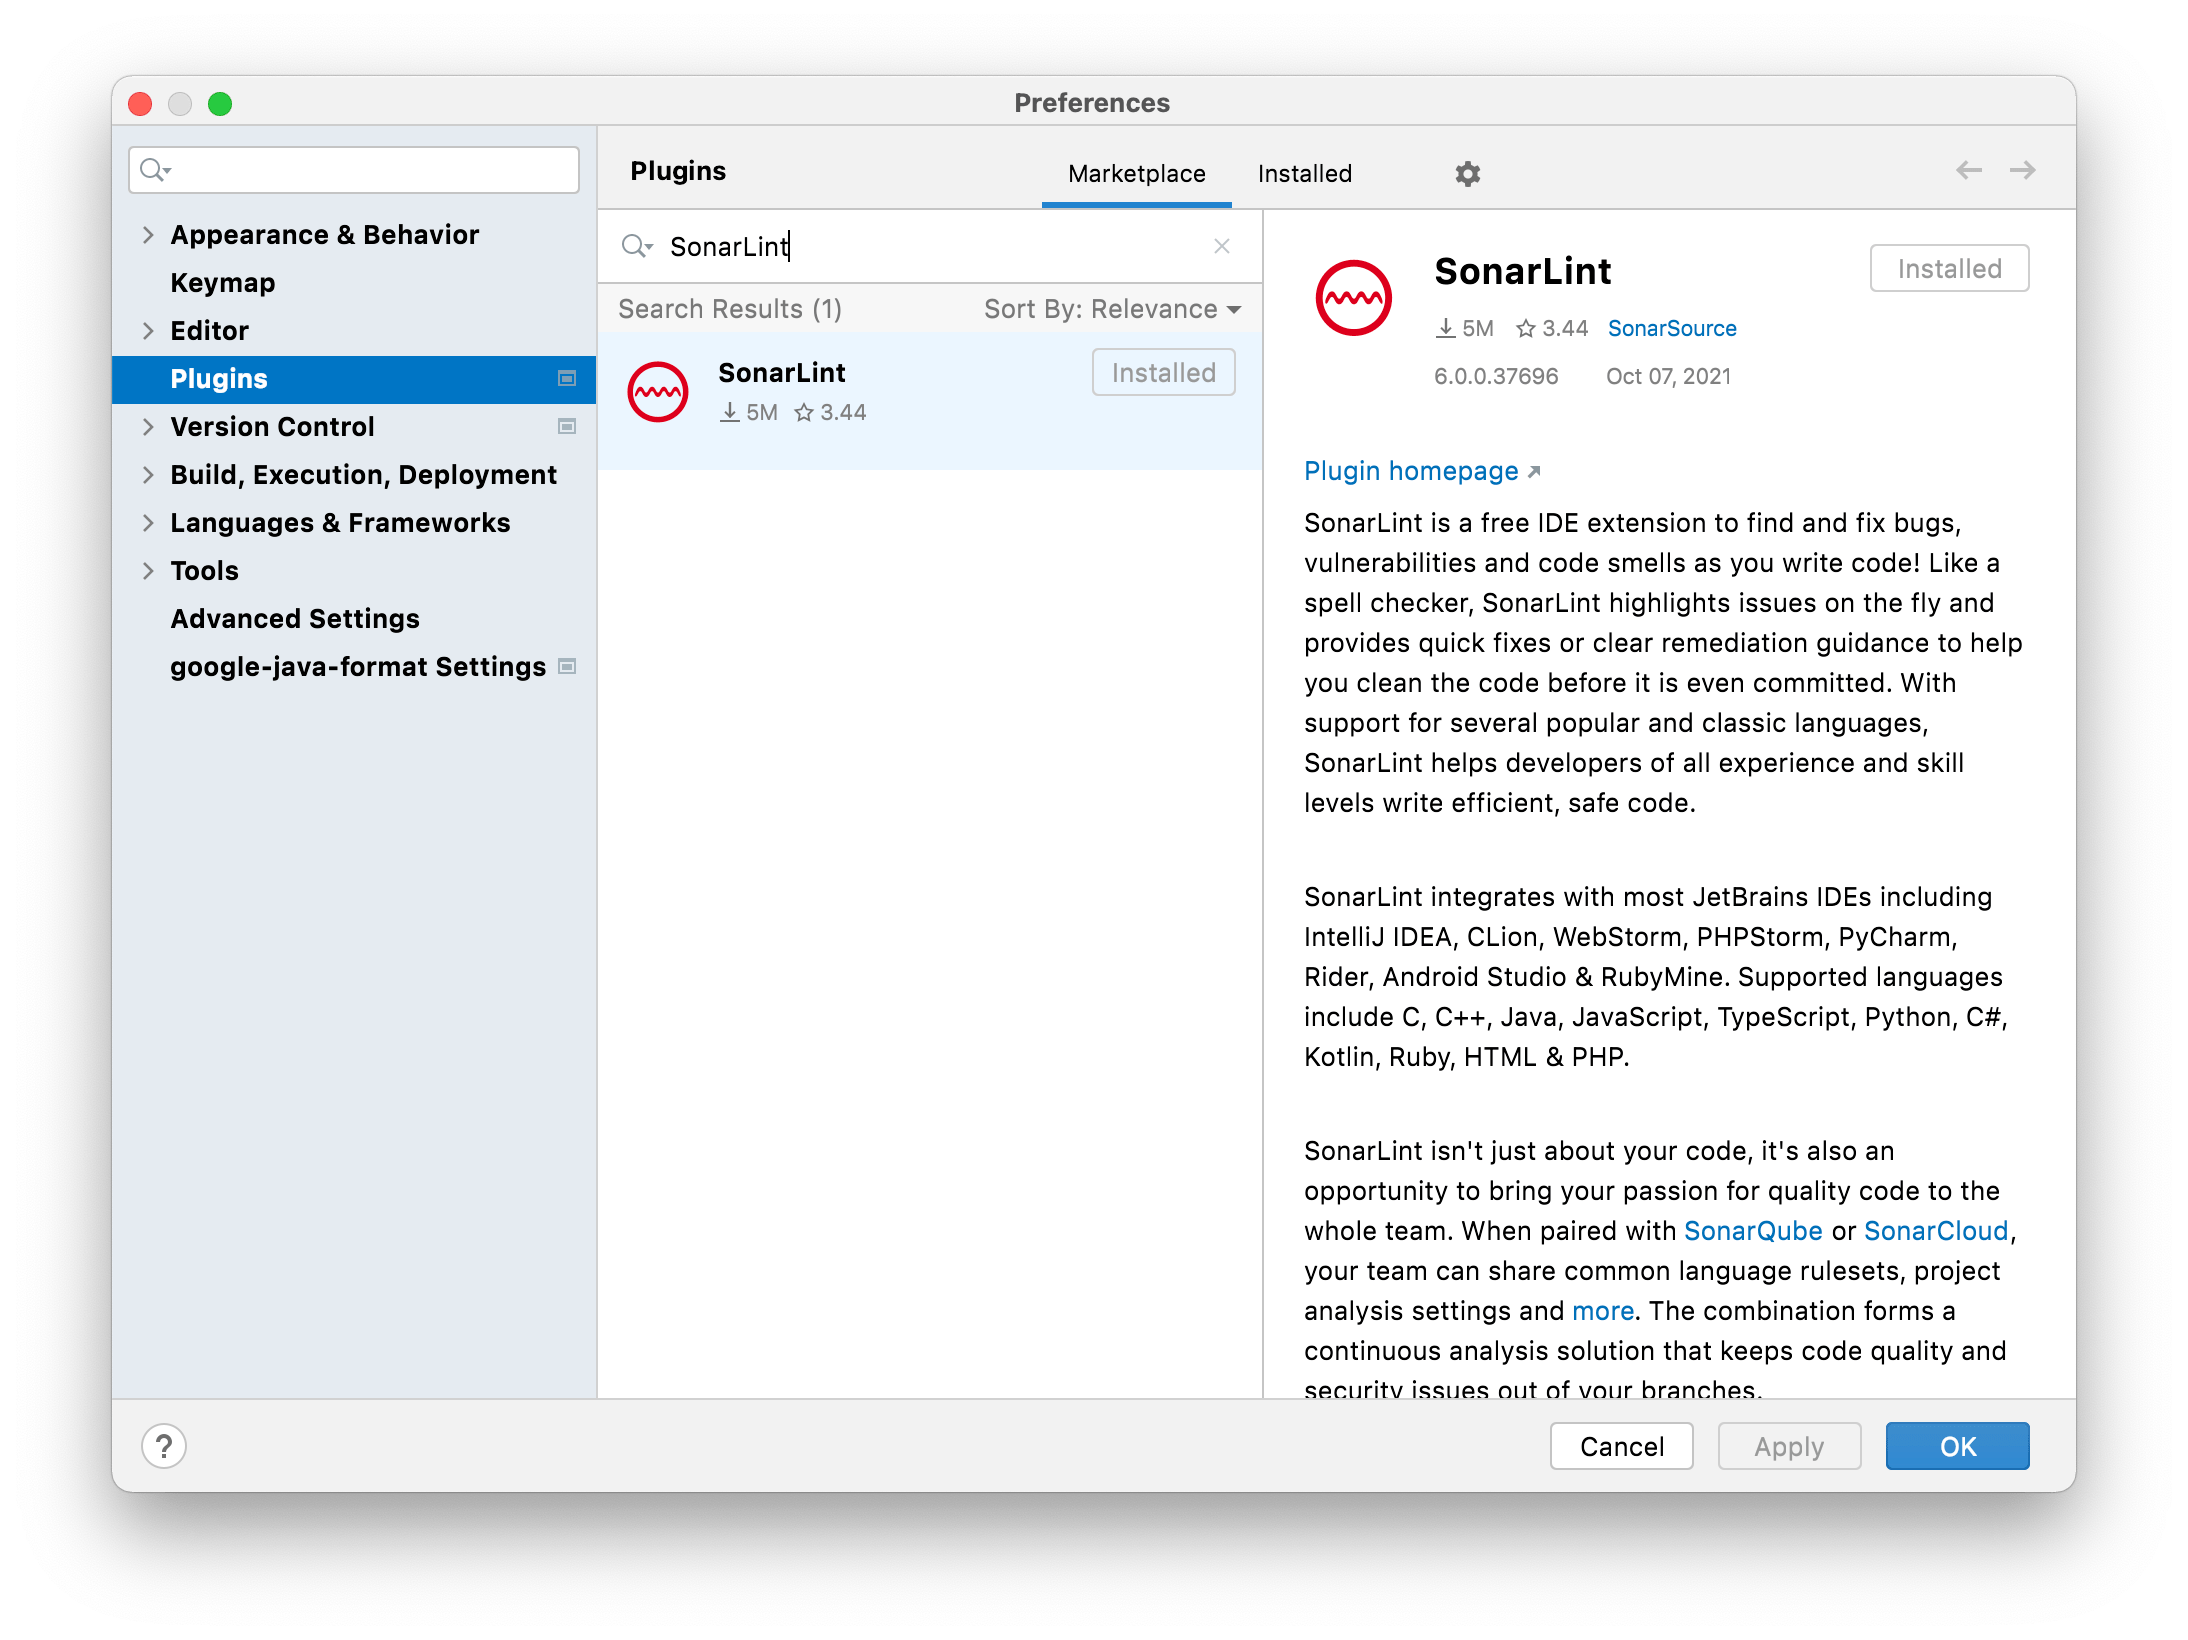 Preferences
Appearance & Behavior
Keymap
Editor
Plugins
Version Control
Build, Execution, Deployment
Languages & Frameworks
Tools
Advanced Settings
google-java-format Settings
Plugins
Marketplace
Installed
SonarLint
Search Results (1)
Sort By: Relevance
SonarLint
Installed
5M 3.44
SonarLint
Installed
5M 3.44 SonarSource
6.0.0.37696 Oct 07, 2021
Plugin homepage
SonarLint is a free IDE extension to find and fix bugs,
vulnerabilities and code smells as you write code! Like a
spell checker, SonarLint highlights issues on the fly and
provides quick fixes or clear remediation guidance to help
you clean the code before it is even committed. With
support for several popular and classic languages,
SonarLint helps developers of all experience and skill
levels write efficient, safe code.
SonarLint integrates with most JetBrains IDEs including
IntelliJ IDEA, CLion, WebStorm, PHPStorm, PyCharm,
Rider, Android Studio & RubyMine. Supported languages
include C, C++, Java, JavaScript, TypeScript, Python, C#,
Kotlin, Ruby, HTML & PHP.
SonarLint isn't just about your code, it's also an
opportunity to bring your passion for quality code to the
whole team. When paired with SonarQube or SonarCloud,
your team can share common language rulesets, project
analysis settings and more. The combination forms a
continuous analysis solution that keeps code quality and
security issues out of your branches.
?
Cancel
Apply
OK